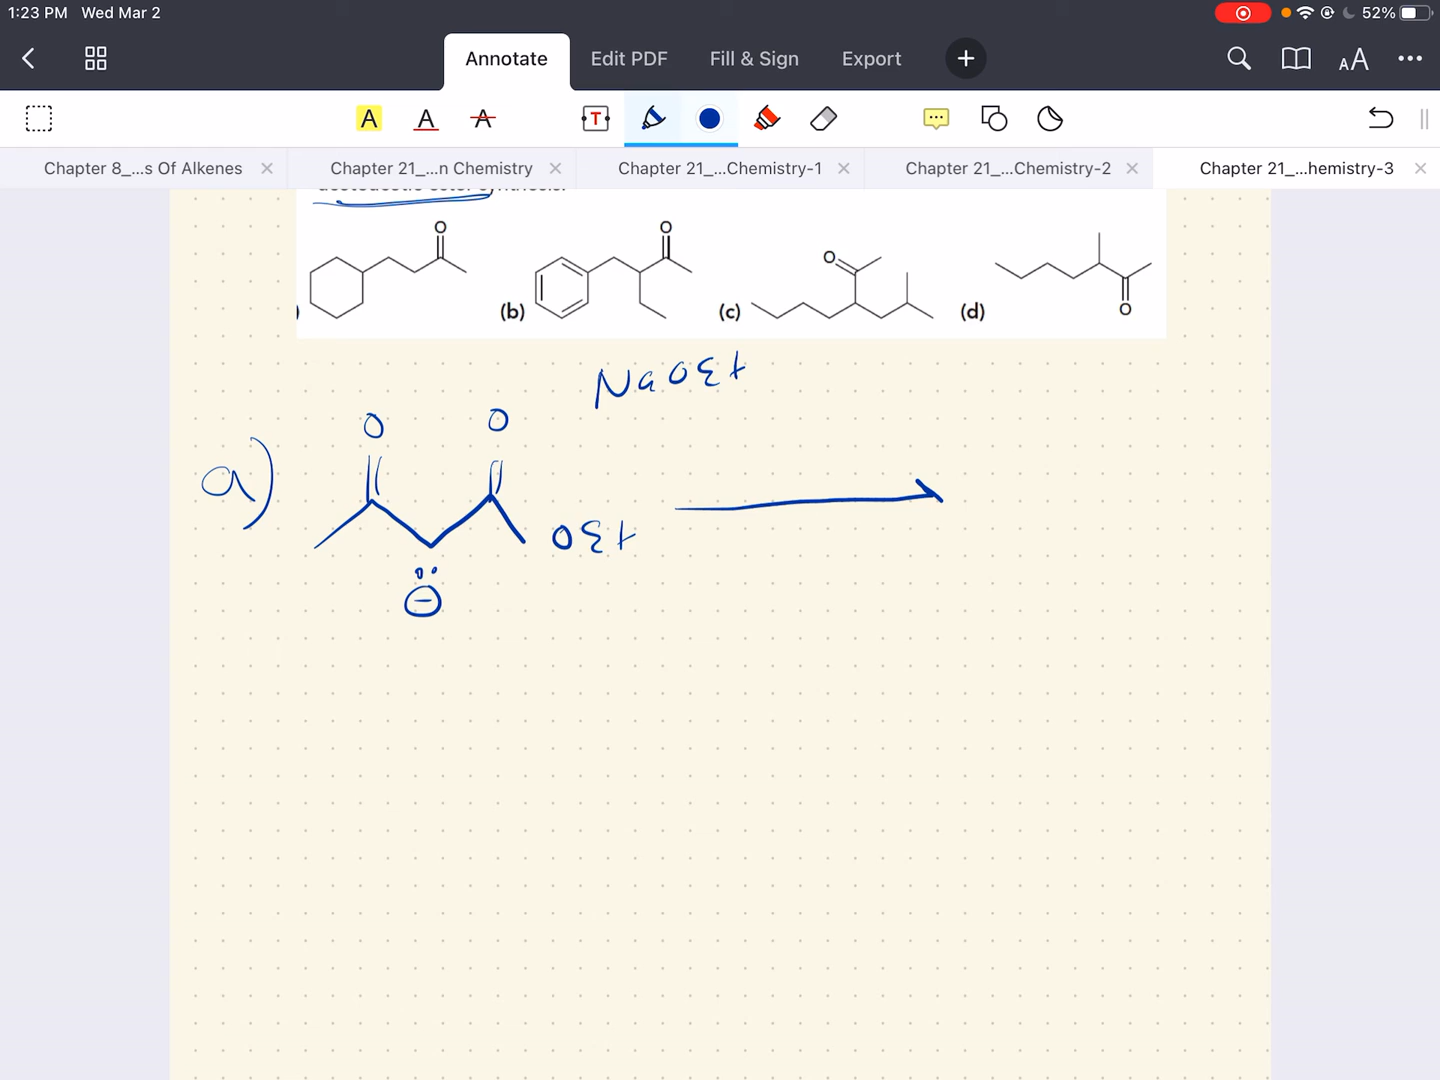 1:23 PM Wed Mar 2 52%
Annotate Edit PDF Fill & Sign Export
AA
A A A T
Chapter 8_...s Of Alkenes Chapter 21_...n Chemistry Chapter 21_...Chemistry-1 Chapter 21_...Chemistry-2 Chapter 21_...hemistry-3
O O O
(b) (c) (d) O
NaOEt
O O
a)
OEt